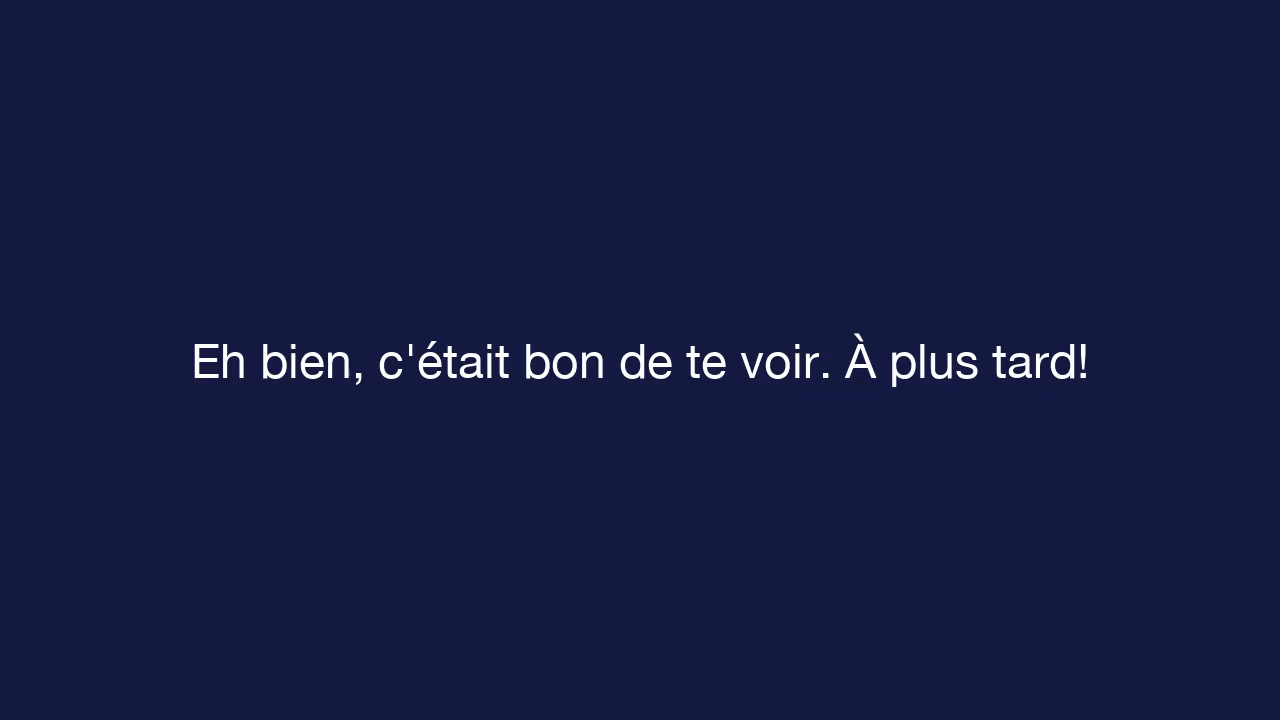 Eh bien, c'était bon de te voir. À plus tard!